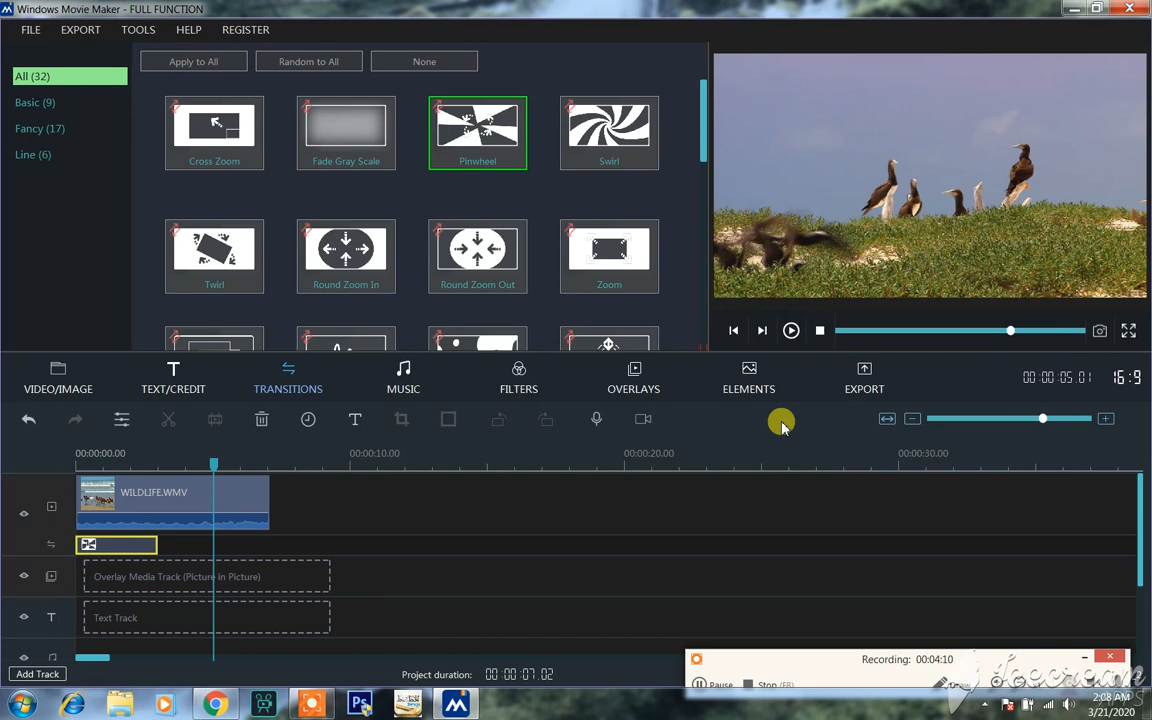 Windows Movie Maker - FULL FUNCTION
FILE EXPORT TOOLS HELP REGISTER
Apply to All Random to All None
All (32)
Basic (9)
Fancy (17)
Line (6)
Cross Zoom Fade Gray Scale Pinwheel Swirl
Twirl Round Zoom In Round Zoom Out Zoom
VIDEO/IMAGE TEXT/CREDIT TRANSITIONS MUSIC FILTERS OVERLAYS ELEMENTS EXPORT
00:00:05.01 16:9
00:00:00.00 00:00:10.00 00:00:20.00 00:00:30.00
WILDLIFE.WMV
Overlay Media Track (Picture in Picture)
Text Track
Add Track
Project duration: 00:00:07.02
Recording: 00:04:10
Pause Stop (F8) Draw
Icecream
APPS
2:08 AM
3/21/2020